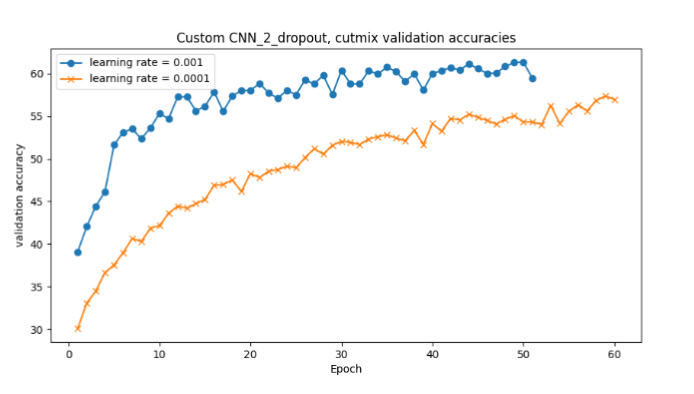 Custom CNN_2_dropout, cutmix validation accuracies
learning rate = 0.001
learning rate = 0.0001
validation accuracy
60
55
50
45
40
35
30
0 10 20 30 40 50 60
Epoch